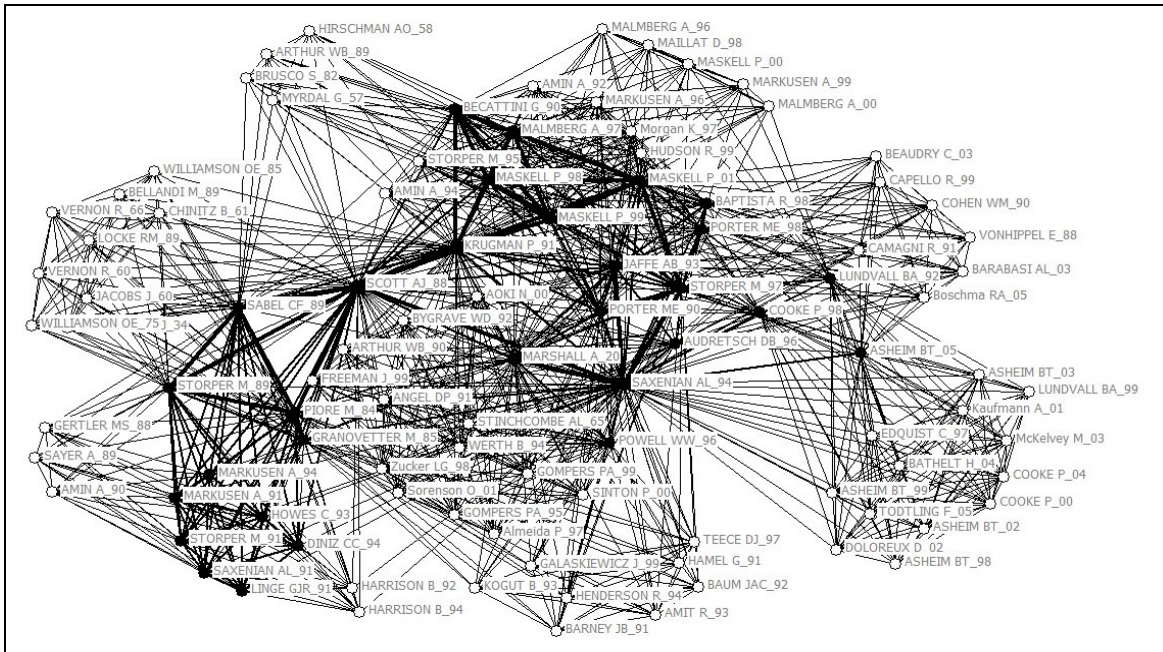 HIRSCHMAN AO_58
MALMBERG A_96
MAILLAT D_98
ARTHUR WB_89
MASKELL P_00
BRUSCO S_82
AMIN A_92
MARKUSEN A_99
MYRDAL G_57
MARKUSEN A_96
BECATTINI G_90
MALMBERG A_00
MALMBERG A_97
Morgan K_97
HUDSON R_99
BEAUDRY C_03
STORPER M_95
WILLIAMSON OE_85
MASKELL P_98
MASKELL P_01
CAPELLO R_99
BELLANDI M_89
AMIN A_94
BAPTISTA R_98
COHEN WM_90
VERNON R_66
CHINITZ B_61
MASKELL P_99
PORTER ME_98
VONHIPPEL E_88
LOCKE RM_89
KRUGMAN P_91
CAMAGNI R_91
VERNON R_60
JAFFE AB_93
BARABASI AL_03
LUNDVALL BA_92
SCOTT AJ_88
STORPER M_97
JACOBS J_60
AOKI N_00
Boschma RA_05
SABEL CF_89
PORTER ME_90
COOKE P_98
BYGRAVE WD_92
WILLIAMSON OE_75
J_34
AUDRETSCH DB_96
ARTHUR WB_90
MARSHALL A_20
ASHEIM BT_05
ASHEIM BT_03
FREEMAN J_99
SAXENIAN AL_94
STORPER M_89
LUNDVALL BA_99
ANGEL DP_91
PIORE M_84
Kaufmann A_01
STINCHCOMBE AL_65
GERTLER MS_88
EDQUIST C_97
GRANOVETTER M_85
McKelvey M_03
WERTH B_94
POWELL WW_96
SAYER A_89
BATHELT H_04
Zucker LG_98
MARKUSEN A_94
GOMPERS PA_99
COOKE P_04
AMIN A_90
Sorenson O_01
SINTON P_00
ASHEIM BT_99
MARKUSEN A_91
COOKE P_00
HOWES C_93
GOMPERS PA_95
TODTLING F_05
ASHEIM BT_02
Almeida P_97
STORPER M_91
TEECE DJ_97
DINIZ CC_94
DOLOREUX D_02
HAMEL G_91
ASHEIM BT_98
GALASKIEWICZ J_99
SAXENIAN AL_91
HARRISON B_92
KOGUT B_93
BAUM JAC_92
LINGE GJR_91
HENDERSON R_94
HARRISON B_94
AMIT R_93
BARNEY JB_91